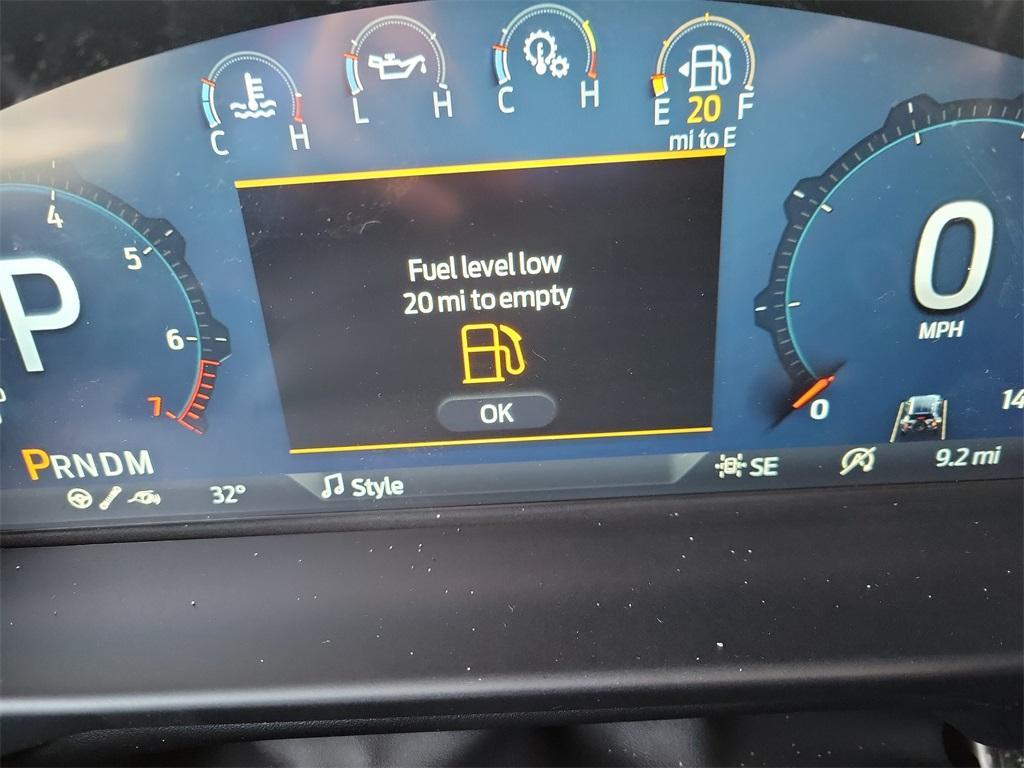 C H
L H
C H
E 20 F
mi to E
4
5
6
7
P
Fuel level low
20 mi to empty
OK
0
MPH
0
14
PRNDM
32°
Style
SE
9.2 mi